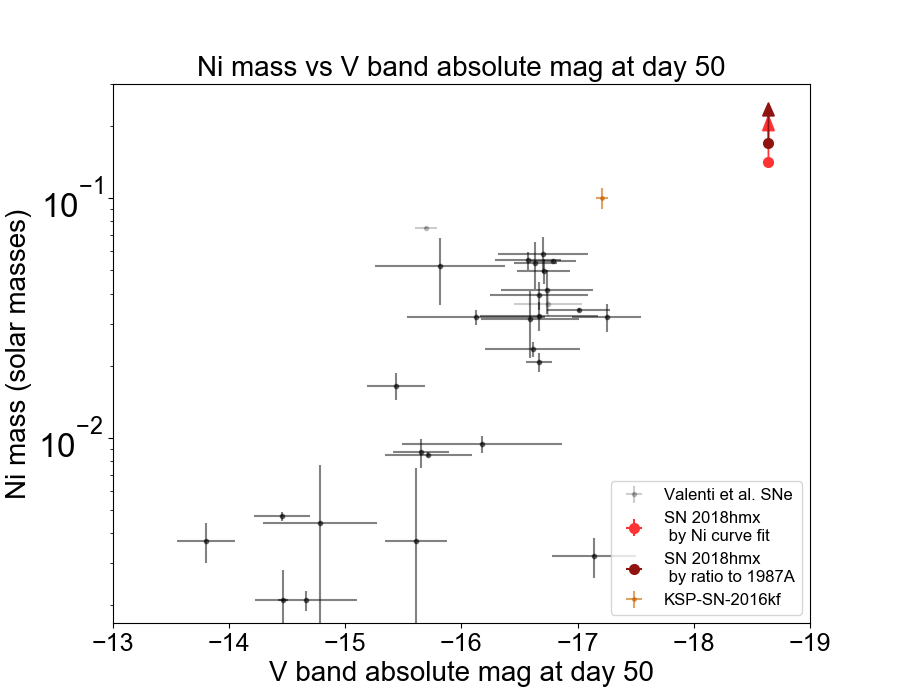 Ni mass vs V band absolute mag at day 50
Ni mass (solar masses)
10⁻¹
10⁻²
Valenti et al. SNe
SN 2018hmx
by Ni curve fit
SN 2018hmx
by ratio to 1987A
KSP-SN-2016kf
−13 −14 −15 −16 −17 −18 −19
V band absolute mag at day 50